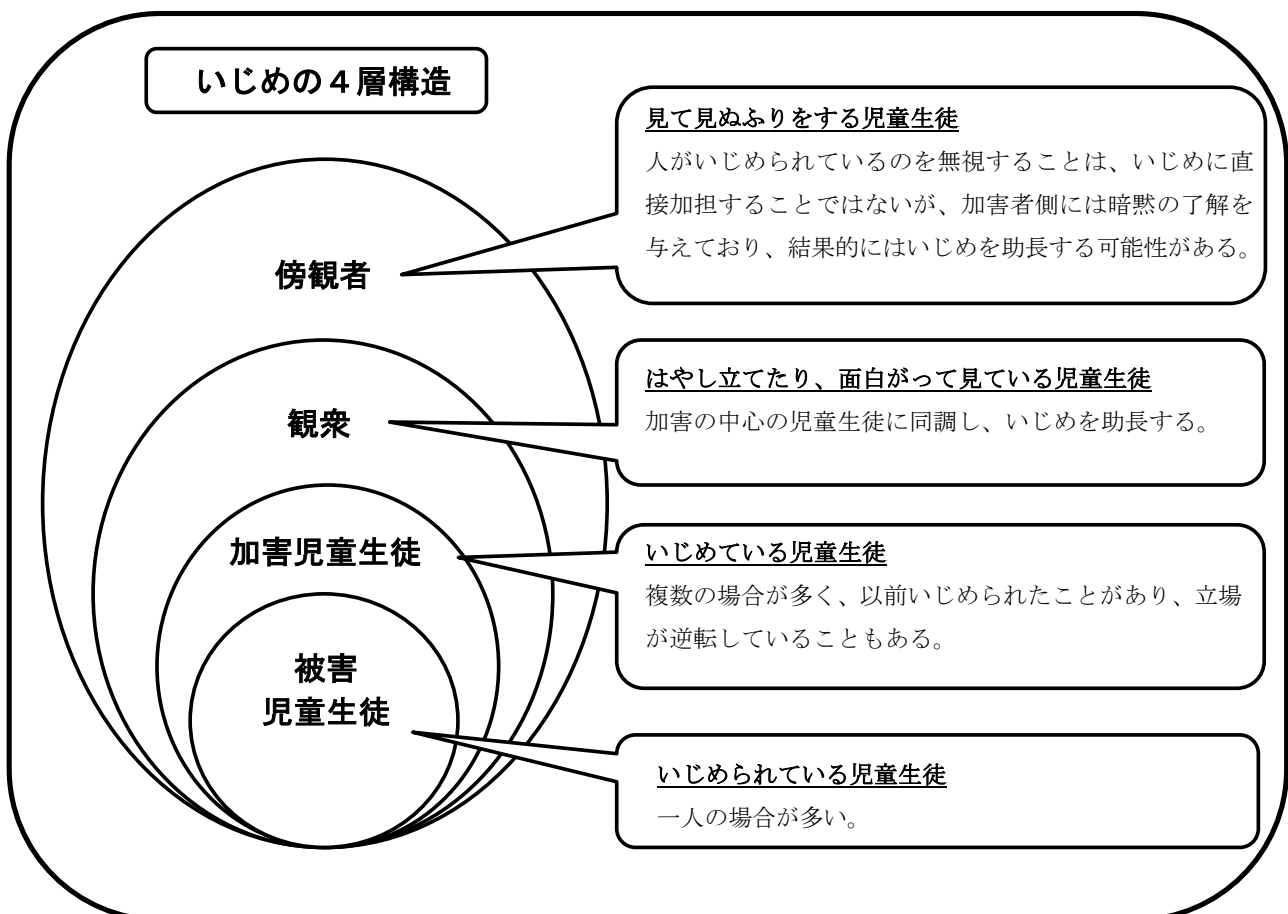 いじめの４層構造
傍観者
見て見ぬふりをする児童生徒
人がいじめられているのを無視することは、いじめに直
接加担することではないが、加害者側には暗黙の了解を
与えており、結果的にはいじめを助長する可能性がある。
観衆
はやし立てたり、面白がって見ている児童生徒
加害の中心の児童生徒に同調し、いじめを助長する。
加害児童生徒
いじめている児童生徒
複数の場合が多く、以前いじめられたことがあり、立場
が逆転していることもある。
被害
児童生徒
いじめられている児童生徒
一人の場合が多い。